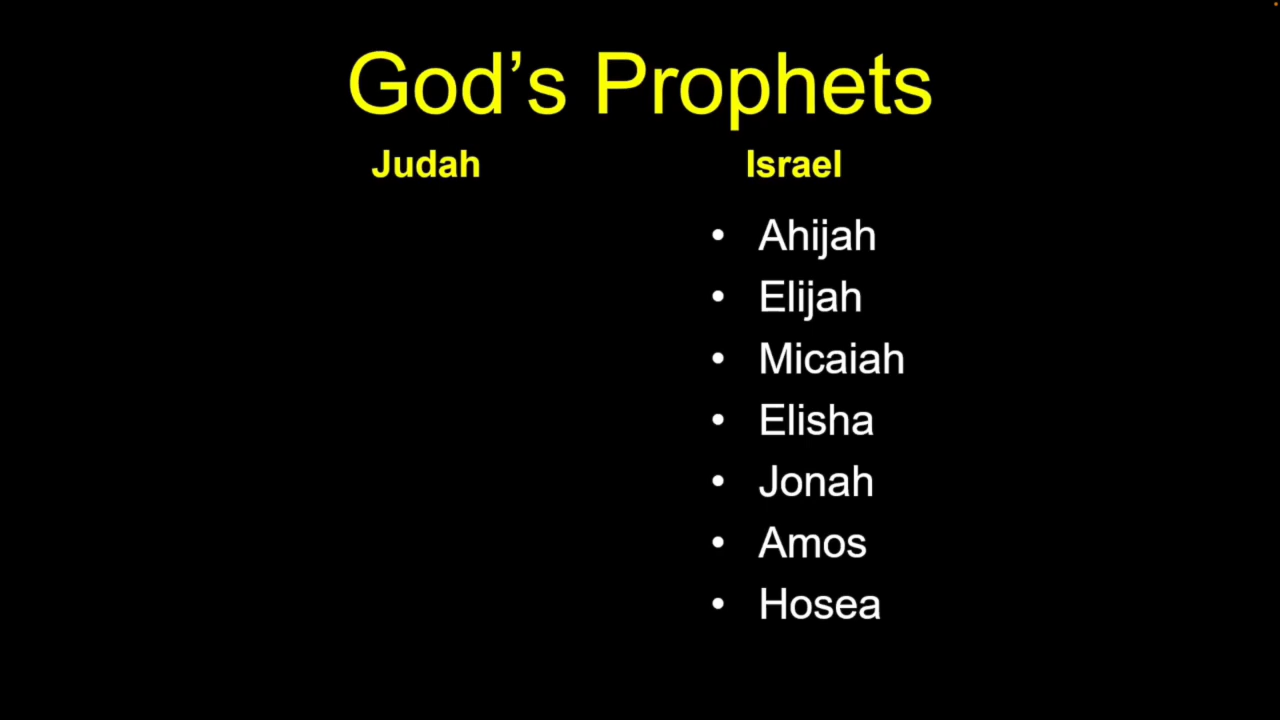 God’s Prophets
Judah Israel
• Ahijah
• Elijah
• Micaiah
• Elisha
• Jonah
• Amos
• Hosea